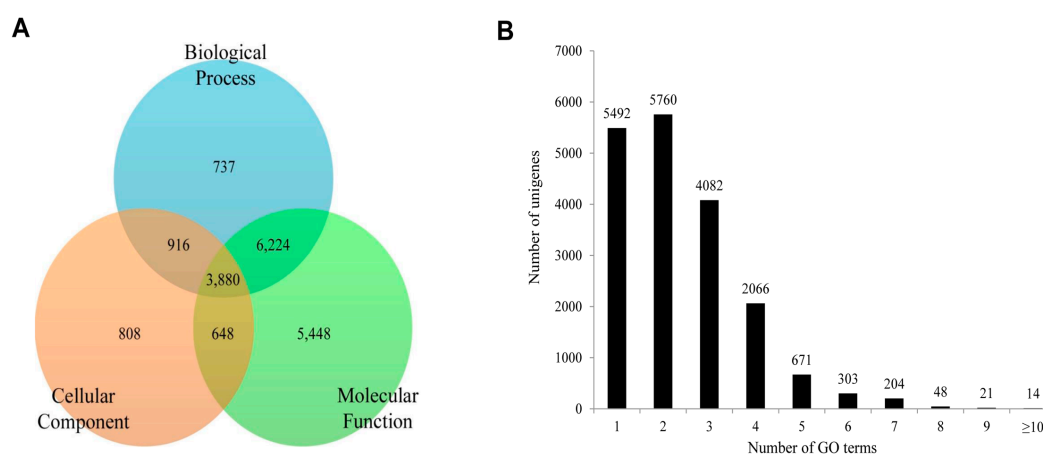 A
Biological
Process
737
916
6,224
3,880
808
648
5,448
Cellular
Component
Molecular
Function
B
Number of unigenes
7000
6000
5000
4000
3000
2000
1000
0
5492
5760
4082
2066
671
303
204
48
21
14
1 2 3 4 5 6 7 8 9 ≥10
Number of GO terms